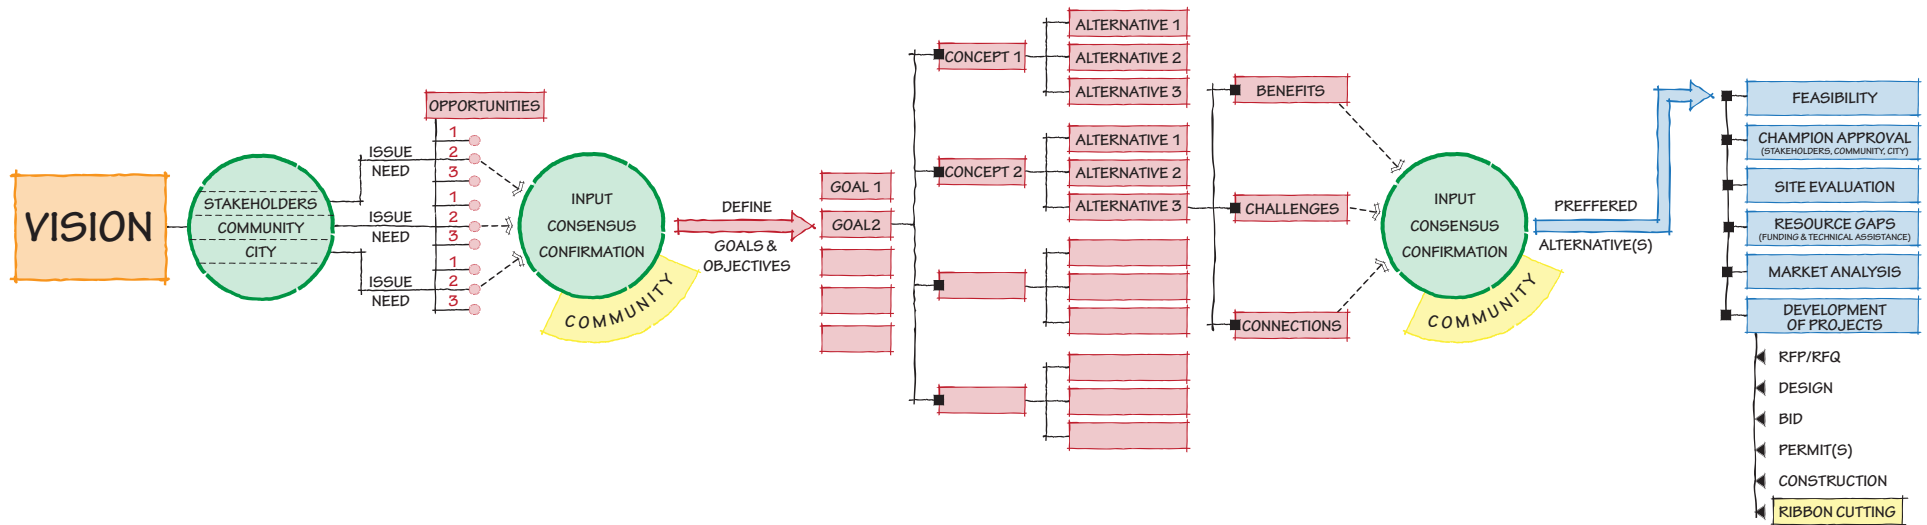 VISION
STAKEHOLDERS
COMMUNITY
CITY
ISSUE
NEED
ISSUE
NEED
ISSUE
NEED
OPPORTUNITIES
1
2
3
1
2
3
1
2
3
INPUT
CONSENSUS
CONFIRMATION
COMMUNITY
DEFINE
GOALS &
OBJECTIVES
GOAL 1
GOAL2
CONCEPT 1
ALTERNATIVE 1
ALTERNATIVE 2
ALTERNATIVE 3
CONCEPT 2
ALTERNATIVE 1
ALTERNATIVE 2
ALTERNATIVE 3
BENEFITS
CHALLENGES
CONNECTIONS
INPUT
CONSENSUS
CONFIRMATION
COMMUNITY
PREFFERED
ALTERNATIVE(S)
FEASIBILITY
CHAMPION APPROVAL
(STAKEHOLDERS, COMMUNITY, CITY)
SITE EVALUATION
RESOURCE GAPS
(FUNDING & TECHNICAL ASSISTANCE)
MARKET ANALYSIS
DEVELOPMENT
OF PROJECTS
RFP/RFQ
DESIGN
BID
PERMIT(S)
CONSTRUCTION
RIBBON CUTTING